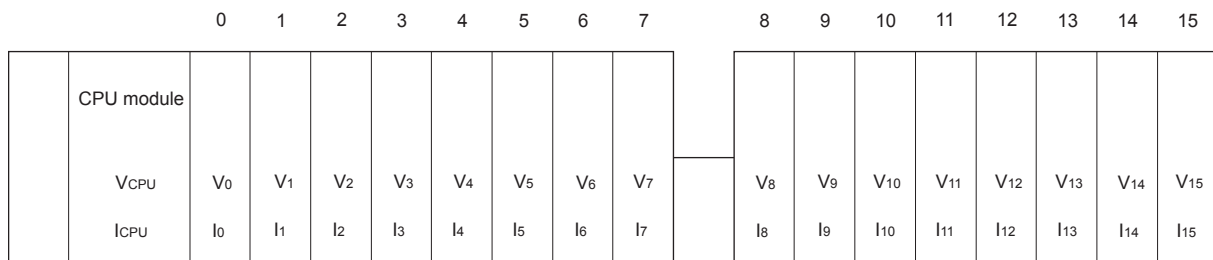 0 1 2 3 4 5 6 7 8 9 10 11 12 13 14 15
CPU module
VCPU V0 V1 V2 V3 V4 V5 V6 V7 V8 V9 V10 V11 V12 V13 V14 V15
ICPU I0 I1 I2 I3 I4 I5 I6 I7 I8 I9 I10 I11 I12 I13 I14 I15